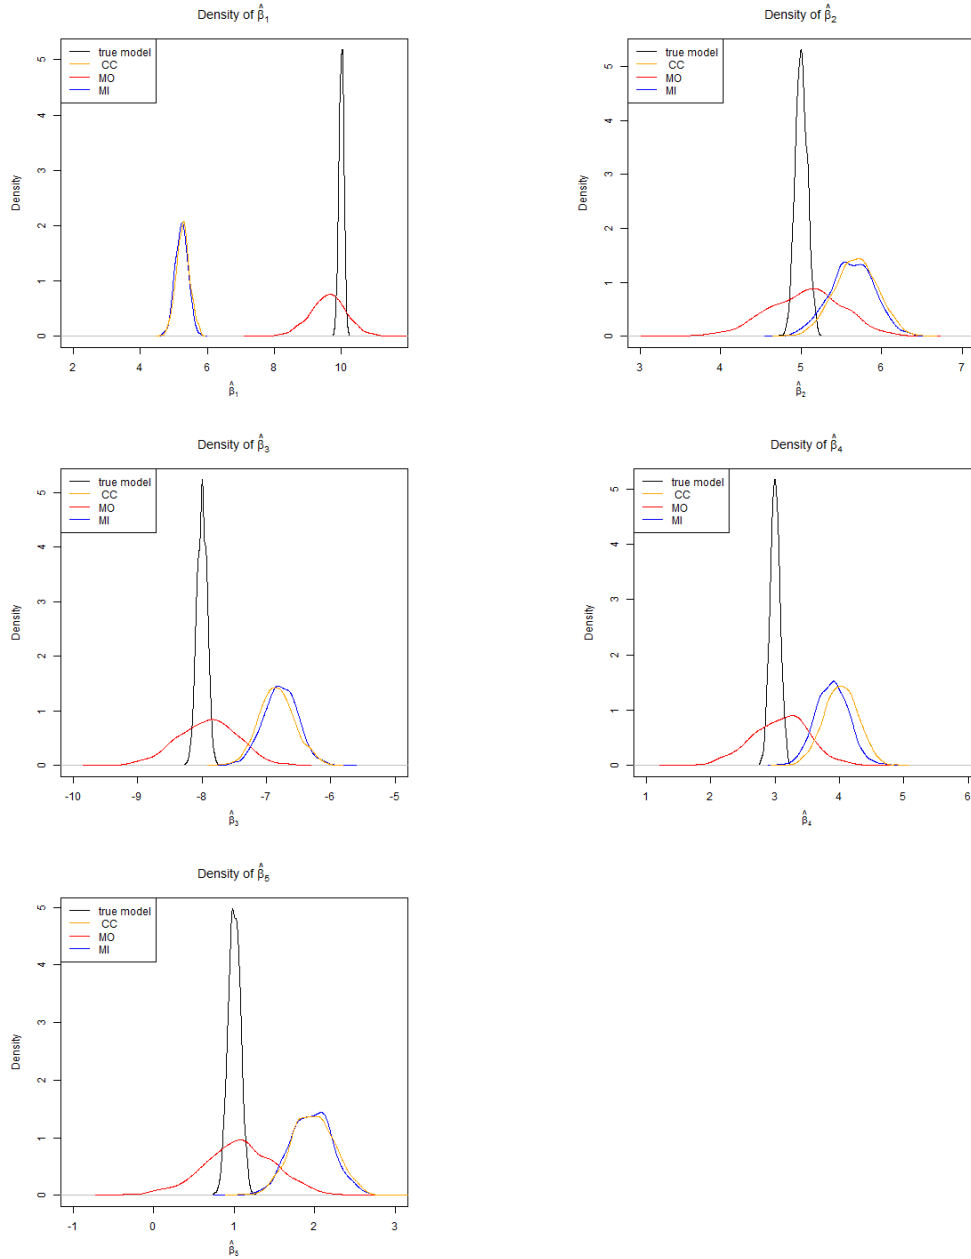 Density of β̂₁
true model
CC
MO
MI
Density
0 1 2 3 4 5
2 4 6 8 10
β̂₁
Density of β̂₂
true model
CC
MO
MI
Density
0 1 2 3 4 5
3 4 5 6 7
β̂₂
Density of β̂₃
true model
CC
MO
MI
Density
0 1 2 3 4 5
-10 -9 -8 -7 -6 -5
β̂₃
Density of β̂₄
true model
CC
MO
MI
Density
0 1 2 3 4 5
1 2 3 4 5 6
β̂₄
Density of β̂₅
true model
CC
MO
MI
Density
0 1 2 3 4 5
-1 0 1 2 3
β̂₅